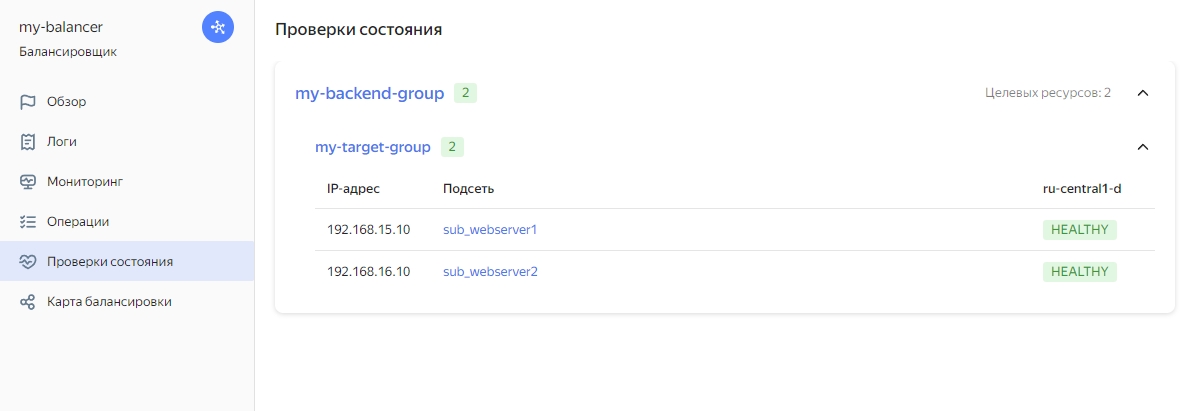 my-balancer
Балансировщик
Обзор
Логи
Мониторинг
Операции
Проверки состояния
Карта балансировки
Проверки состояния
my-backend-group 2 Целевых ресурсов: 2
my-target-group 2
IP-адрес Подсеть ru-central1-d
192.168.15.10 sub_webserver1 HEALTHY
192.168.16.10 sub_webserver2 HEALTHY